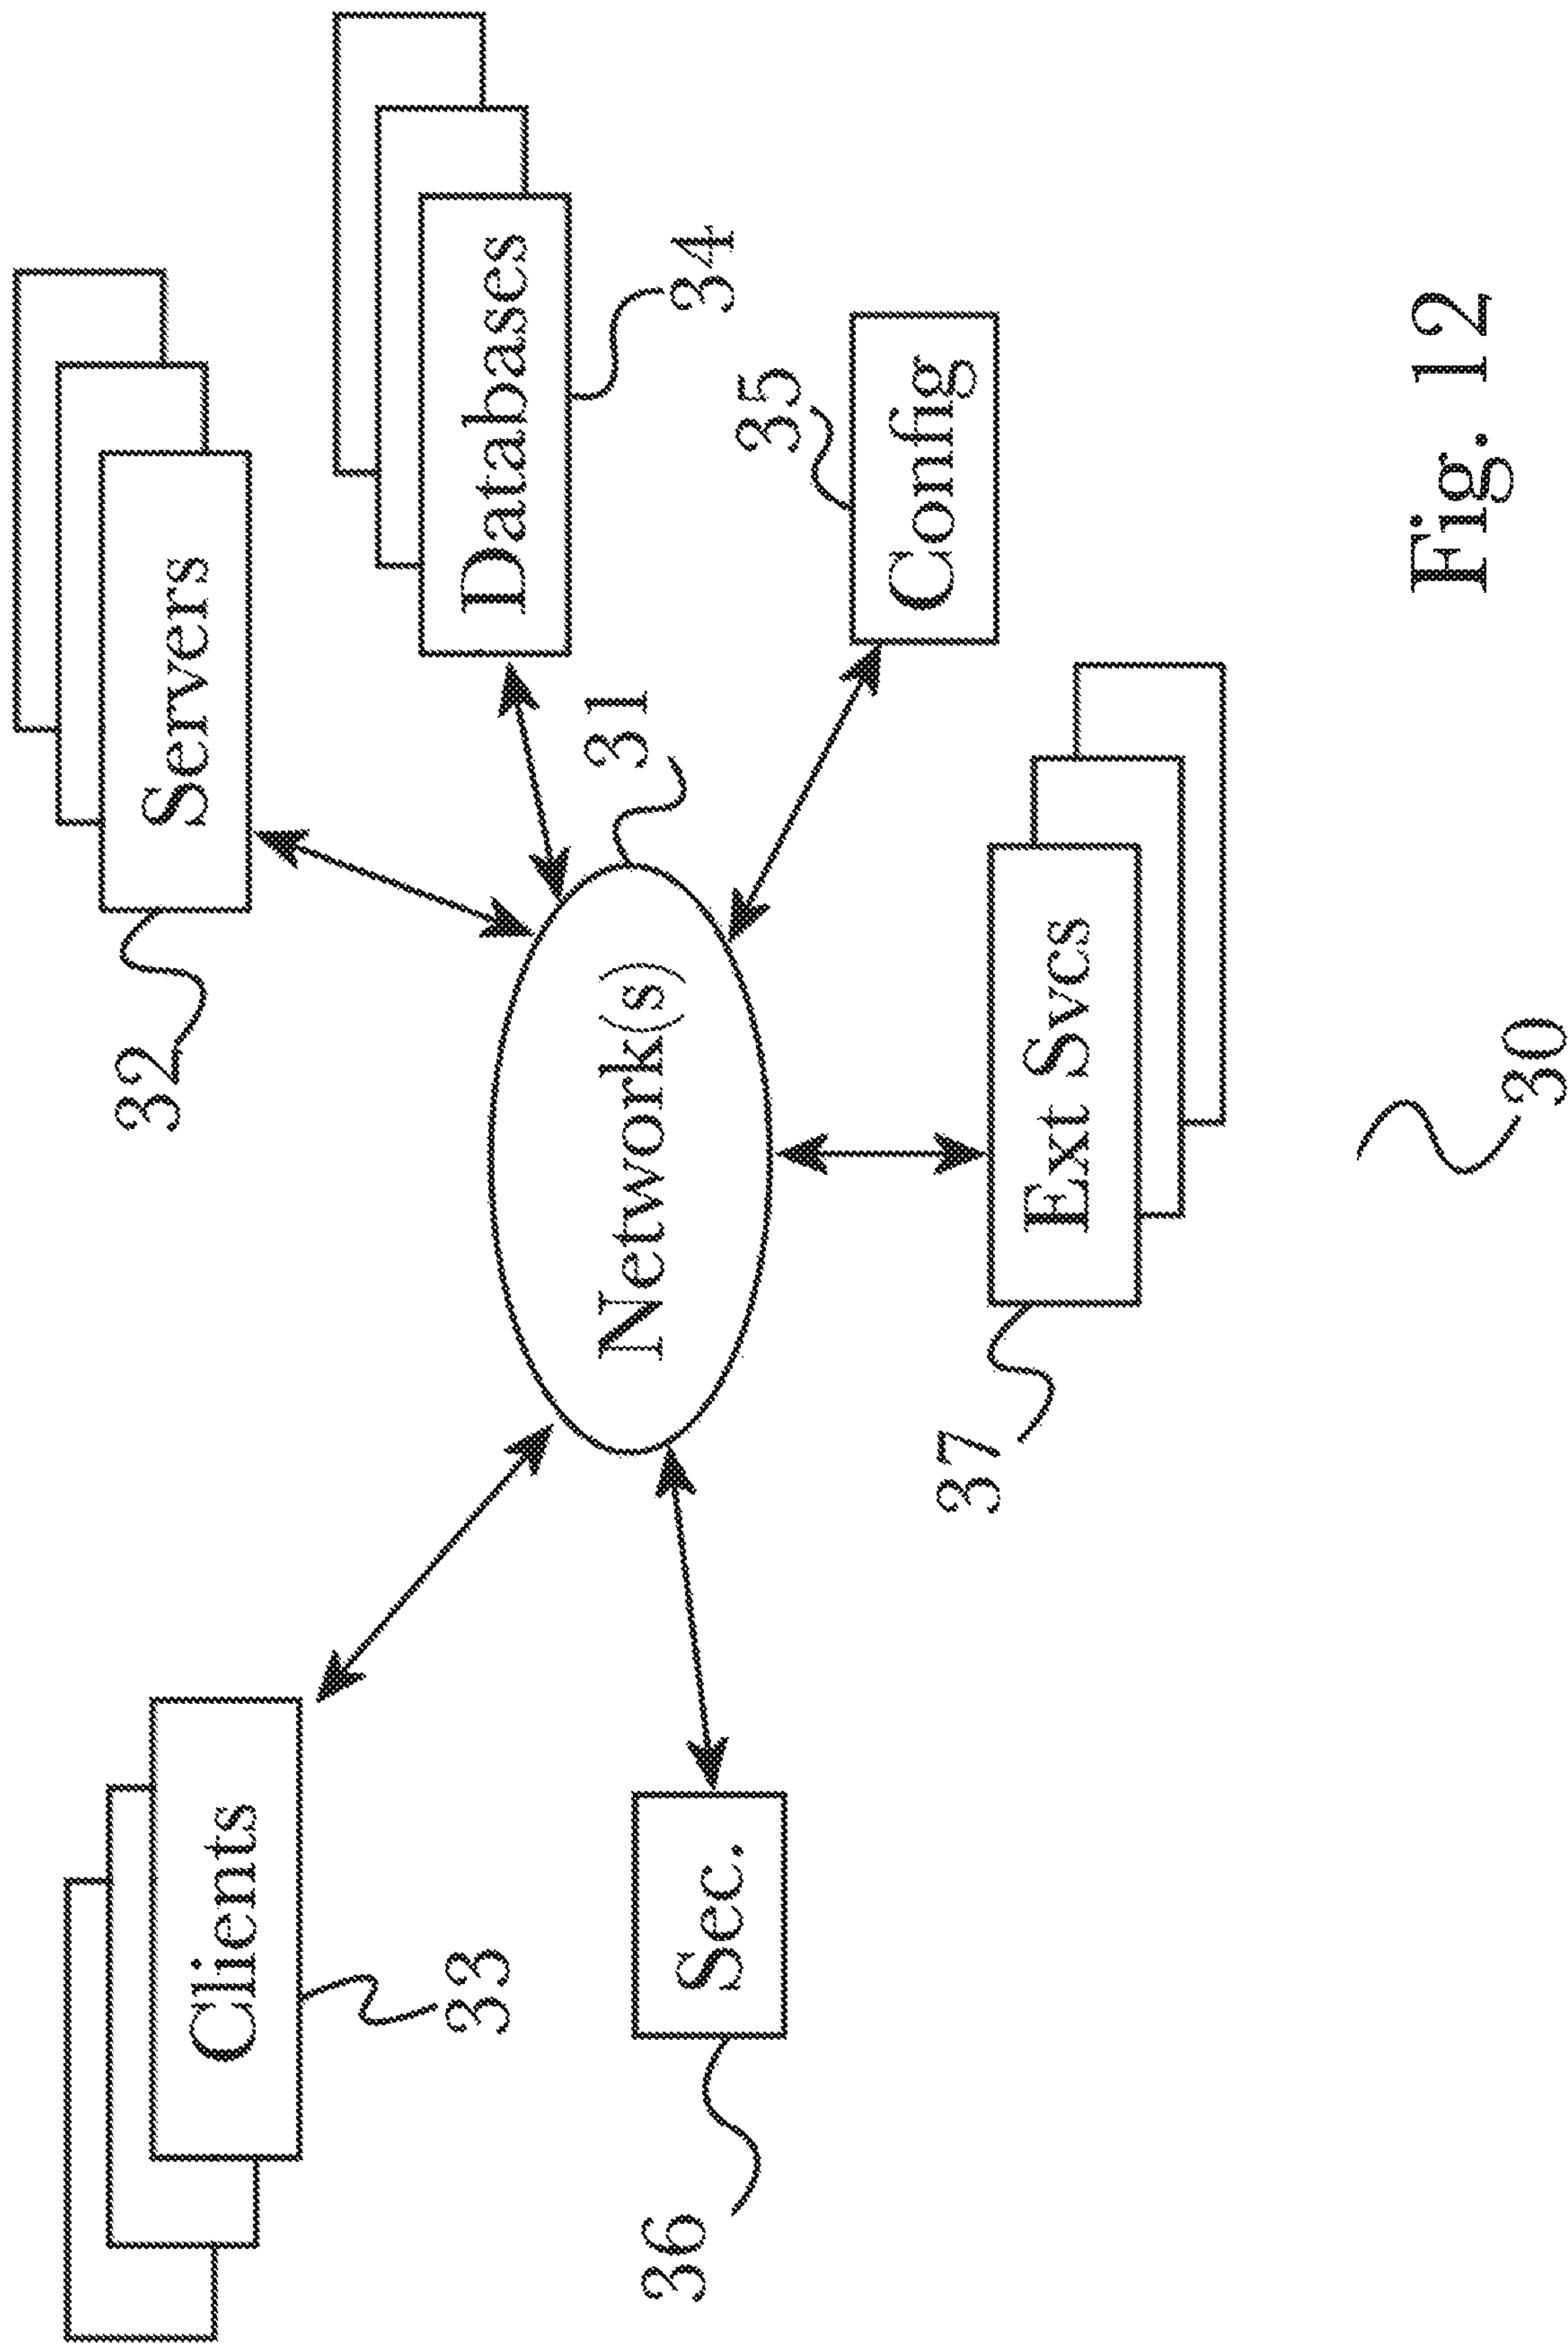 32
Servers
Clients
33
Databases
34
31
Network(s)
35
Config
36
Sec.
37
Ext Svcs
30
Fig. 12